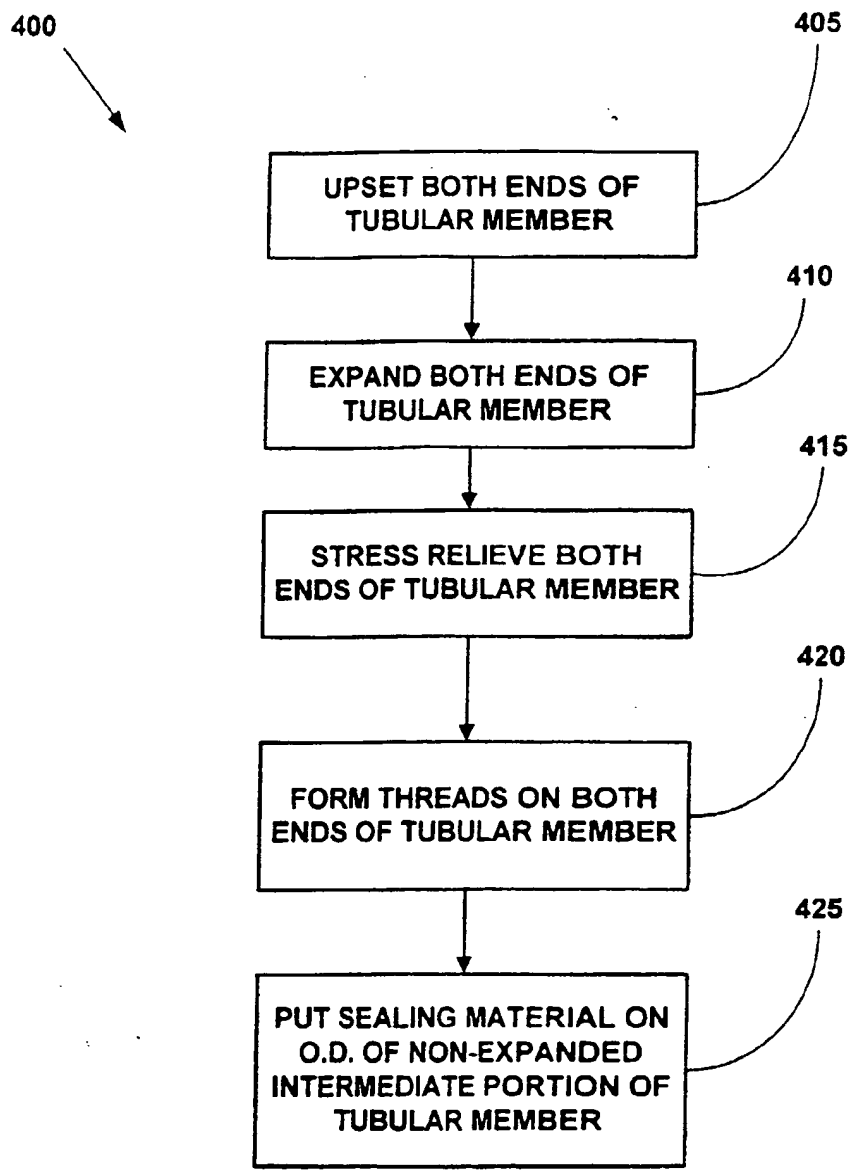 400
405
UPSET BOTH ENDS OF
TUBULAR MEMBER
410
EXPAND BOTH ENDS OF
TUBULAR MEMBER
415
STRESS RELIEVE BOTH
ENDS OF TUBULAR MEMBER
420
FORM THREADS ON BOTH
ENDS OF TUBULAR MEMBER
425
PUT SEALING MATERIAL ON
O.D. OF NON-EXPANDED
INTERMEDIATE PORTION OF
TUBULAR MEMBER